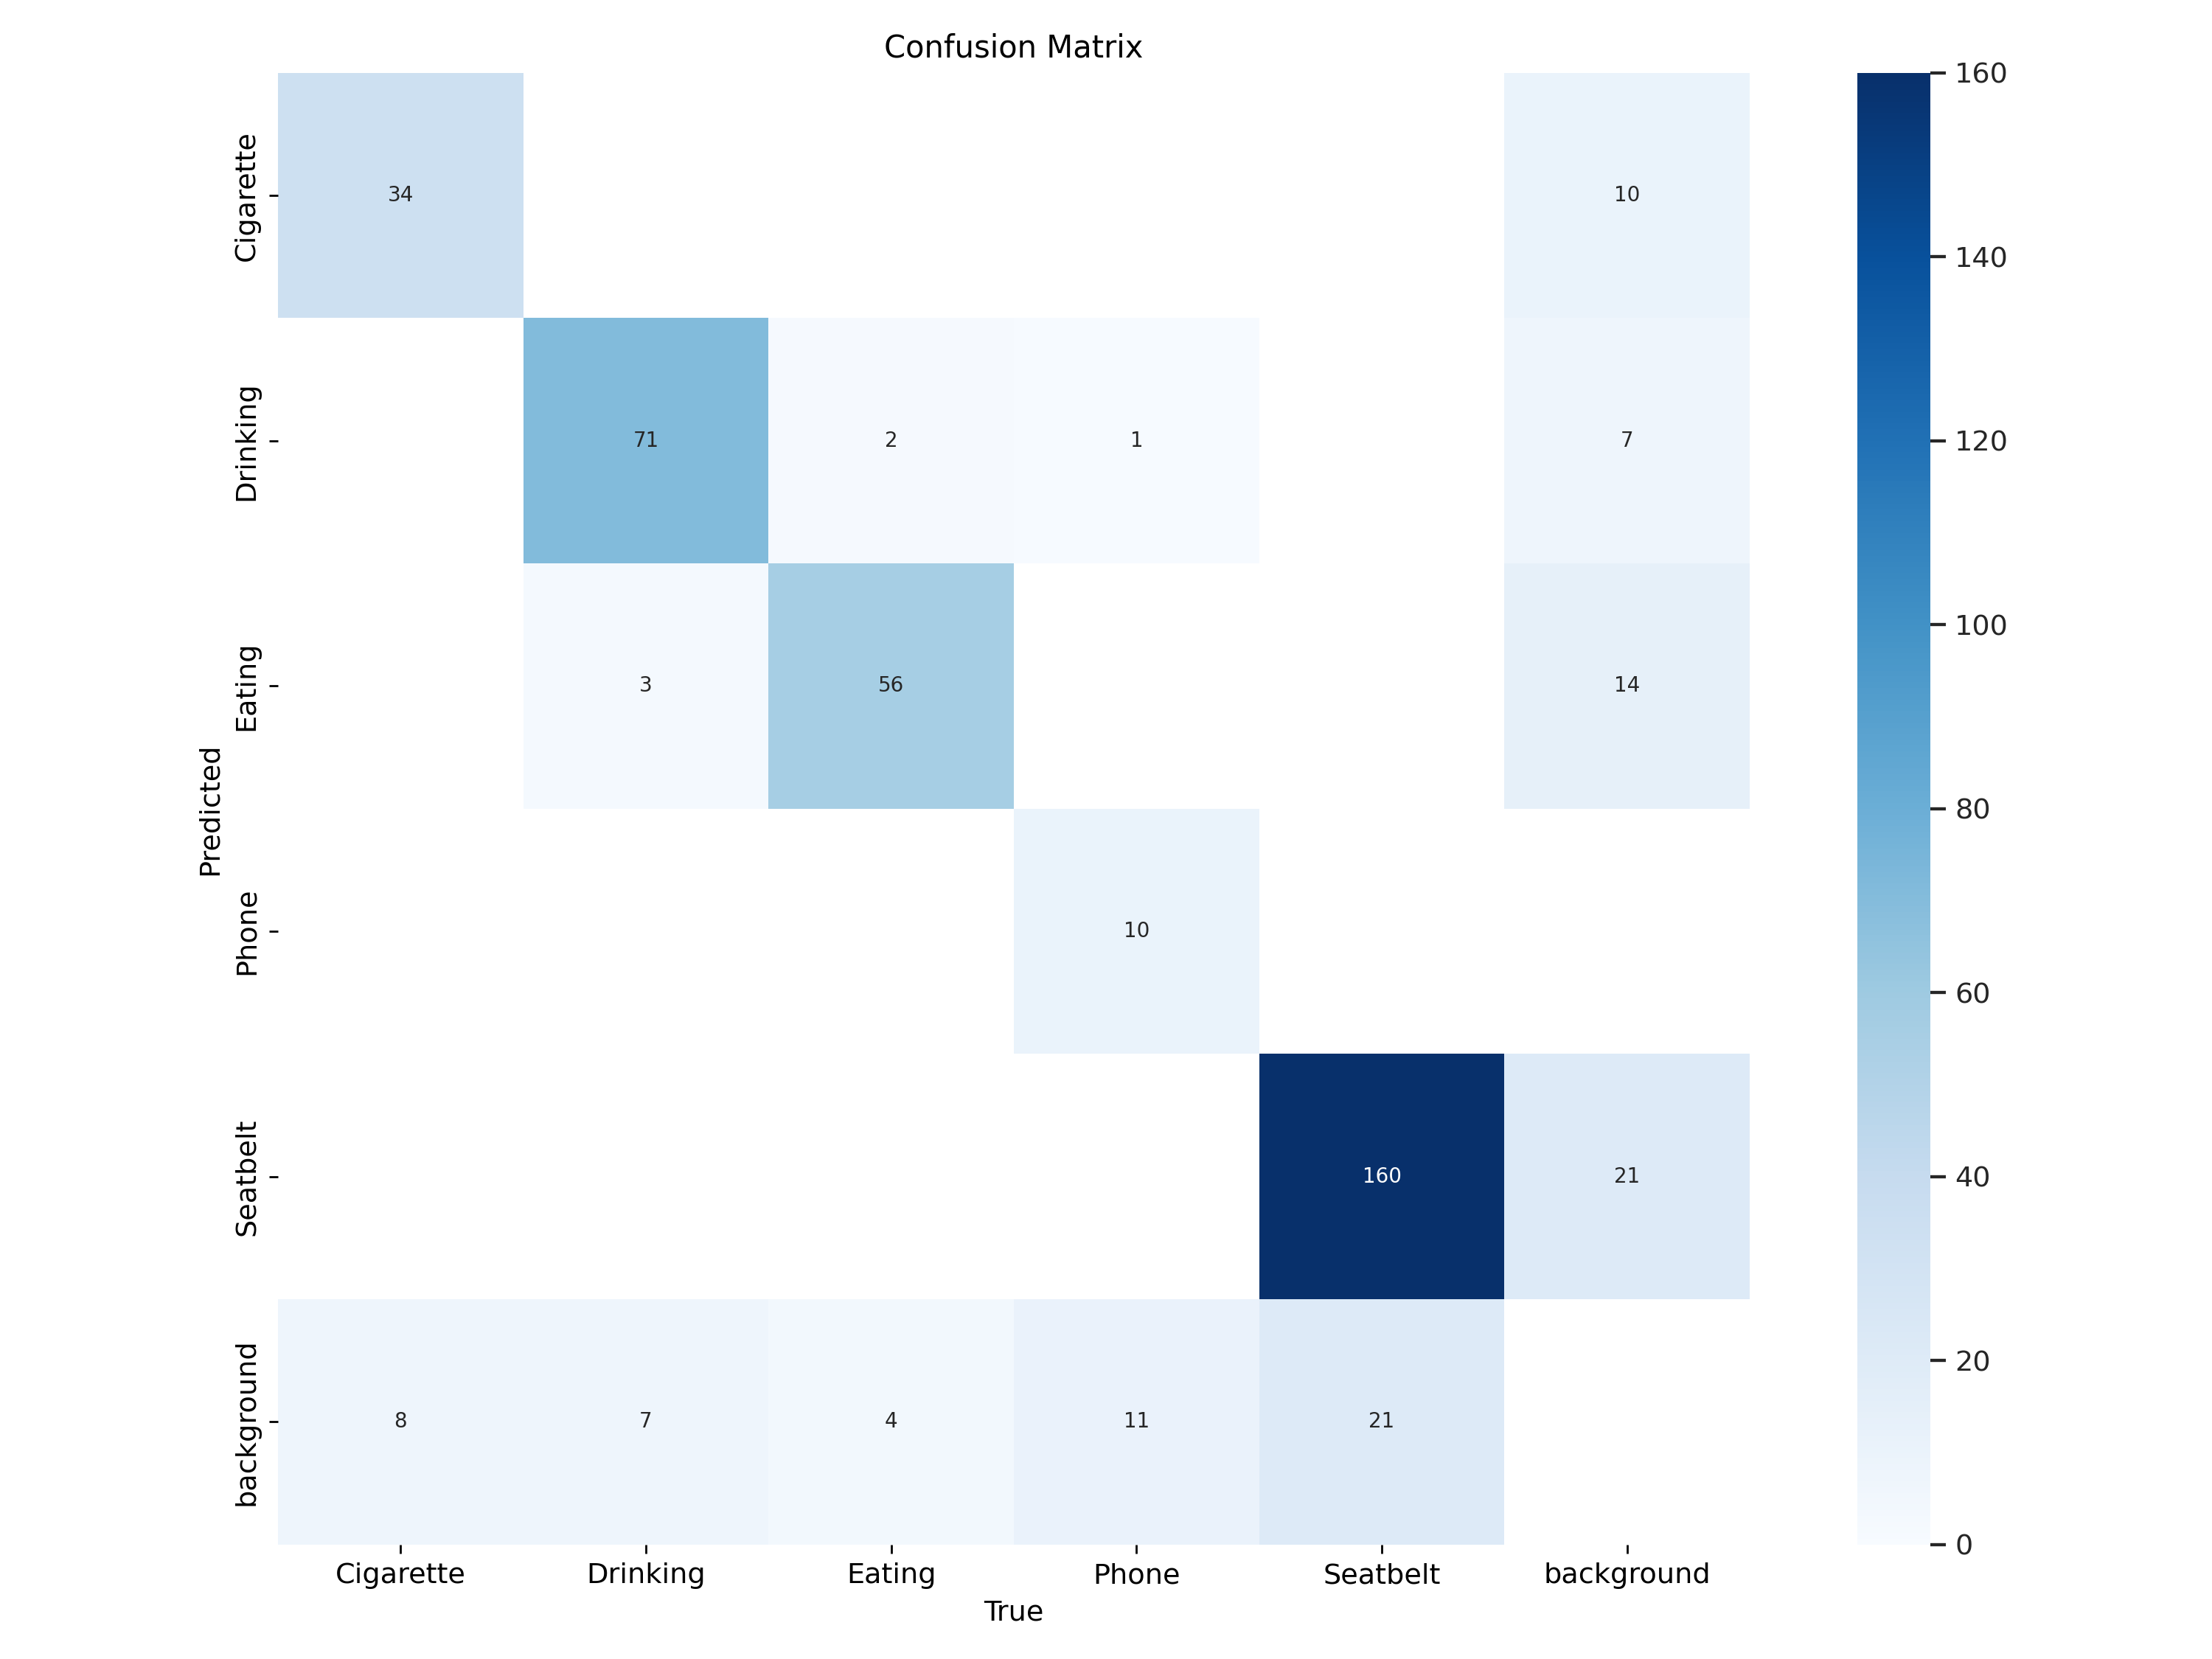 Confusion Matrix
Predicted
Cigarette
34
10
Drinking
71
2
1
7
Eating
3
56
14
Phone
10
Seatbelt
160
21
background
8
7
4
11
21
Cigarette
Drinking
Eating
Phone
Seatbelt
background
True
160
140
120
100
80
60
40
20
0